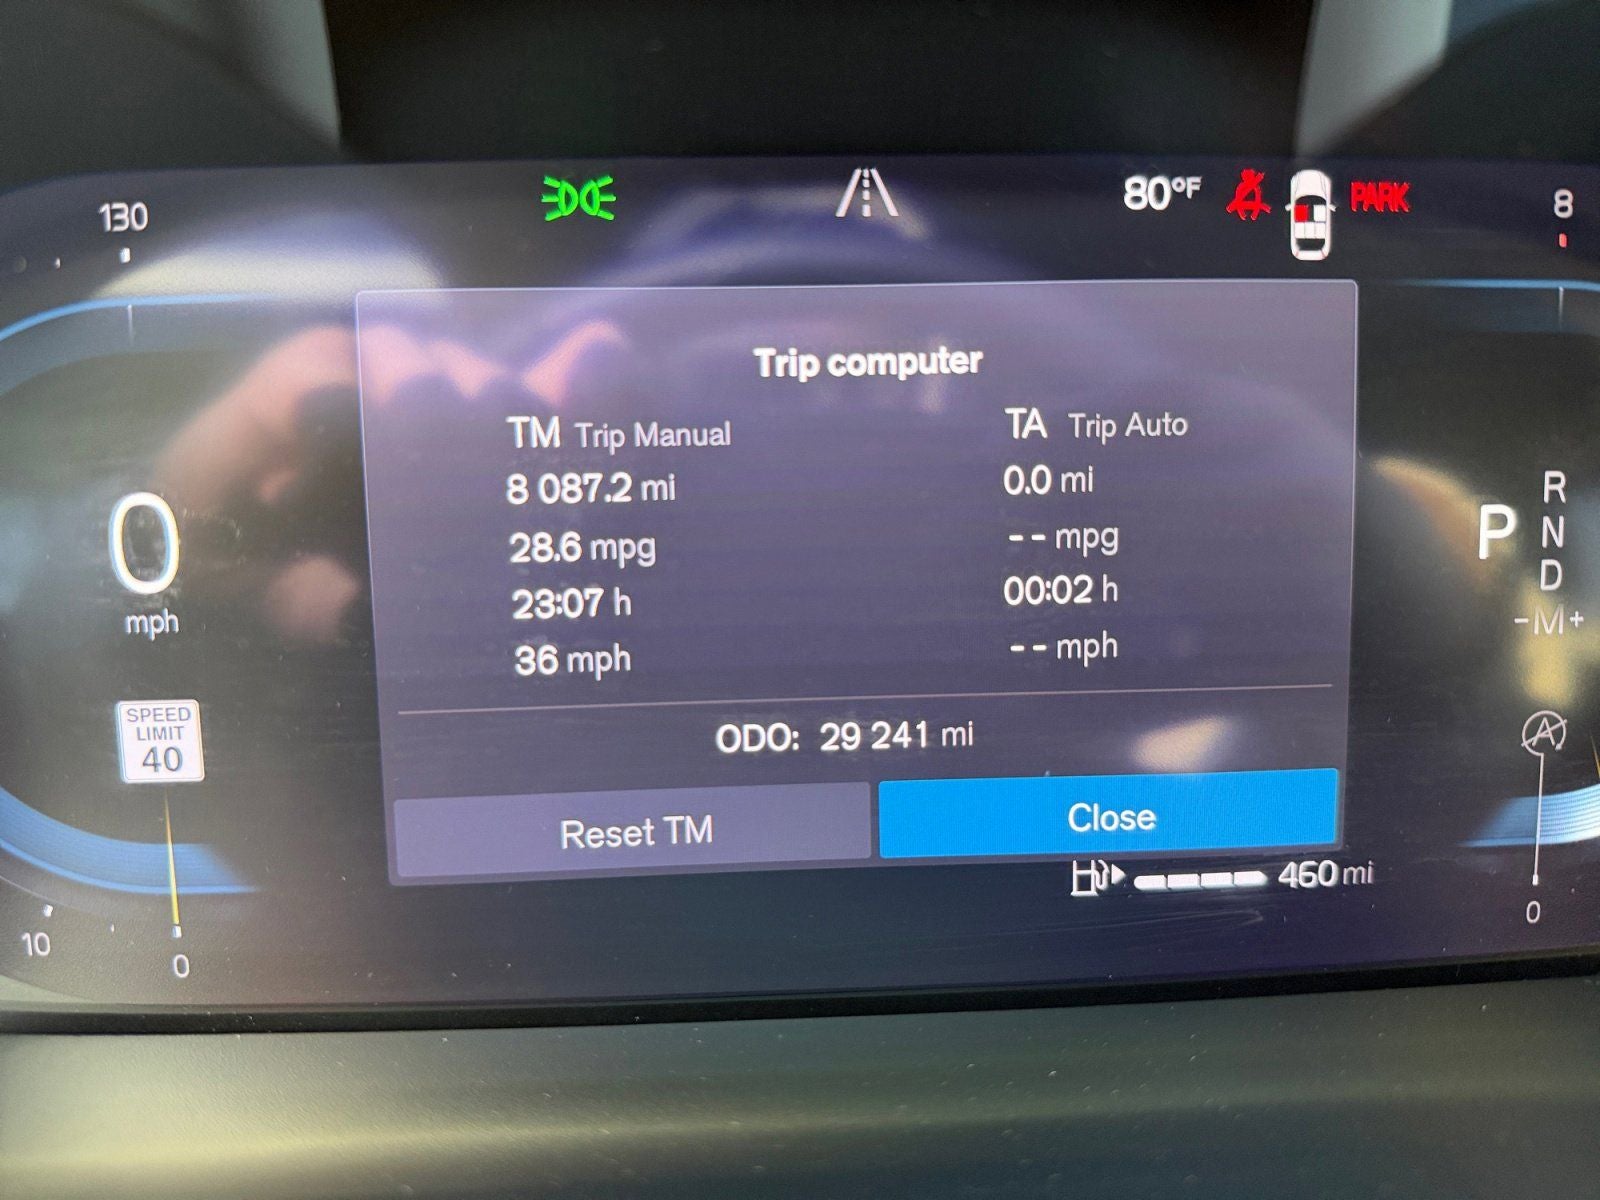 130
80°F
PARK
8
Trip computer
TM Trip Manual
8 087.2 mi
28.6 mpg
23:07 h
36 mph
TA Trip Auto
0.0 mi
-- mpg
00:02 h
-- mph
ODO: 29 241 mi
Reset TM
Close
460 mi
0
mph
SPEED
LIMIT
40
10
0
P
R
N
D
-M+
A
0